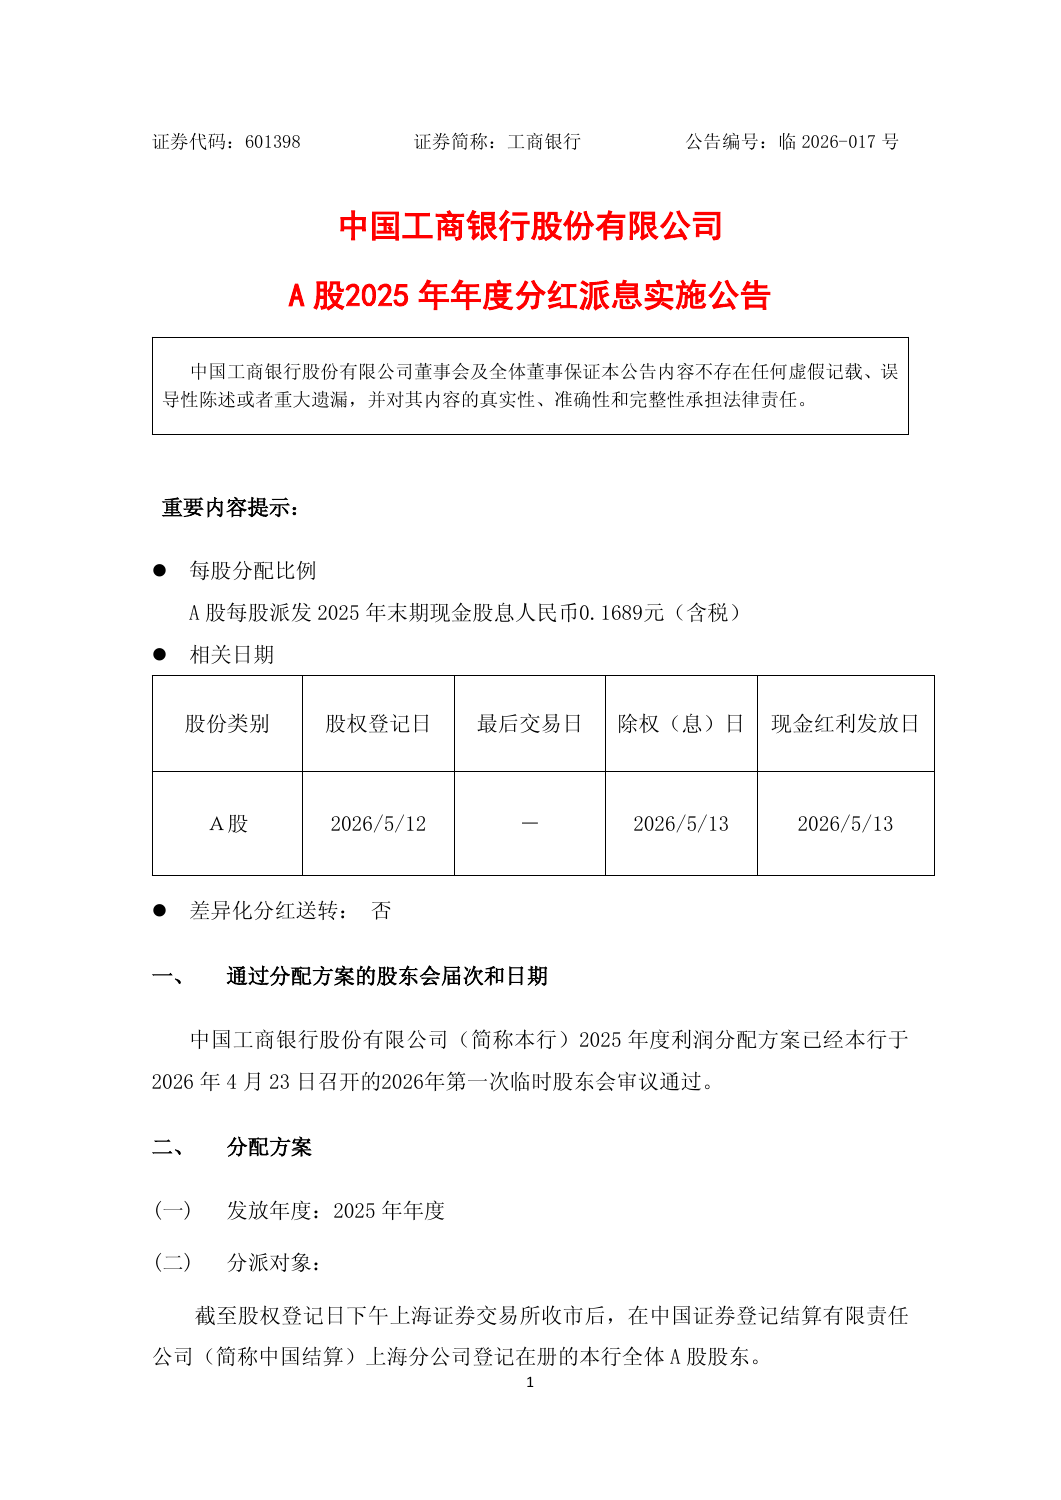 证券代码：601398 证券简称：工商银行 公告编号：临 2026-017 号
中国工商银行股份有限公司
A 股2025 年年度分红派息实施公告
中国工商银行股份有限公司董事会及全体董事保证本公告内容不存在任何虚假记载、误
导性陈述或者重大遗漏，并对其内容的真实性、准确性和完整性承担法律责任。
重要内容提示：
● 每股分配比例
A 股每股派发 2025 年末期现金股息人民币0.1689元（含税）
● 相关日期
股份类别 股权登记日 最后交易日 除权（息）日 现金红利发放日
Ａ股 2026/5/12 － 2026/5/13 2026/5/13
● 差异化分红送转： 否
一、 通过分配方案的股东会届次和日期
中国工商银行股份有限公司（简称本行）2025 年度利润分配方案已经本行于
2026 年 4 月 23 日召开的2026年第一次临时股东会审议通过。
二、 分配方案
(一) 发放年度：2025 年年度
(二) 分派对象：
截至股权登记日下午上海证券交易所收市后，在中国证券登记结算有限责任
公司（简称中国结算）上海分公司登记在册的本行全体 A 股股东。
1